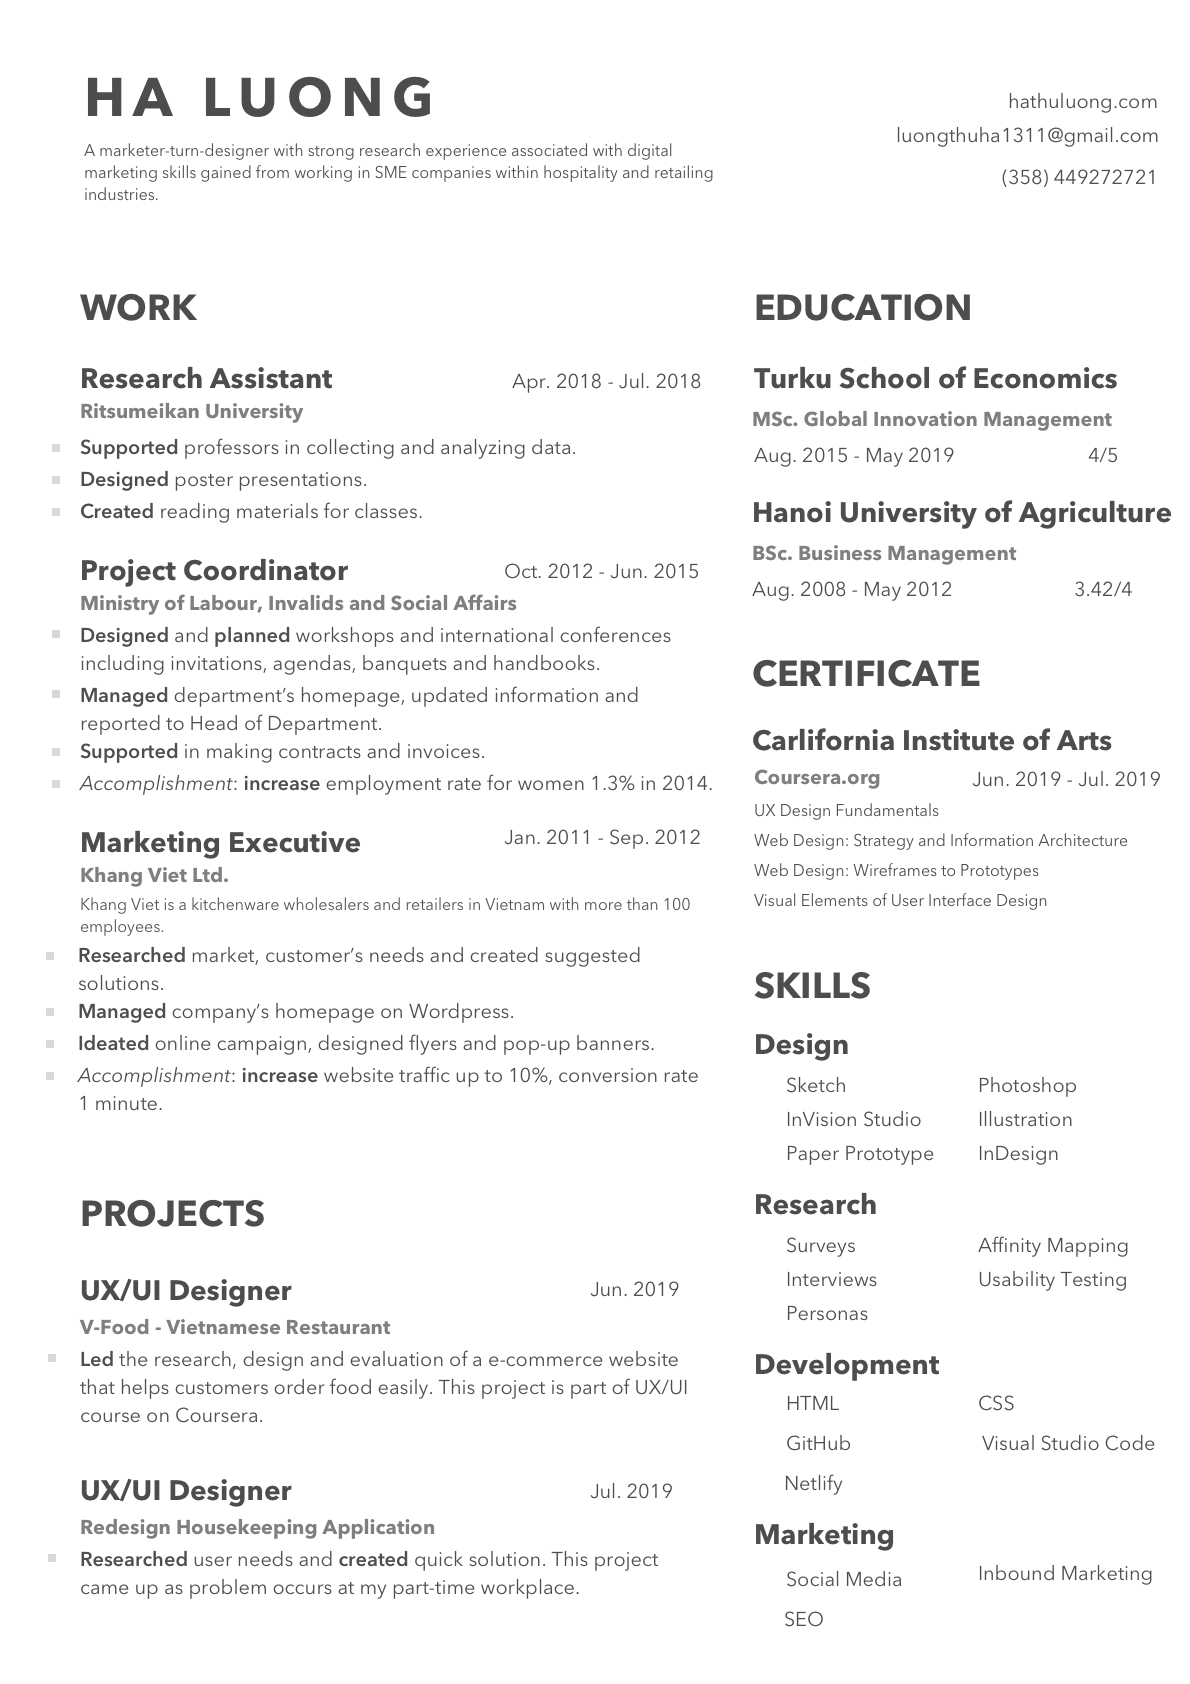 HA LUONG
A marketer-turn-designer with strong research experience associated with digital
marketing skills gained from working in SME companies within hospitality and retailing
industries.
hathuluong.com
luongthuha1311@gmail.com
(358) 449272721
WORK
Research Assistant
Apr. 2018 - Jul. 2018
Ritsumeikan University
Supported professors in collecting and analyzing data.
Designed poster presentations.
Created reading materials for classes.
Project Coordinator
Oct. 2012 - Jun. 2015
Ministry of Labour, Invalids and Social Affairs
Designed and planned workshops and international conferences
including invitations, agendas, banquets and handbooks.
Managed department’s homepage, updated information and
reported to Head of Department.
Supported in making contracts and invoices.
Accomplishment: increase employment rate for women 1.3% in 2014.
Marketing Executive
Jan. 2011 - Sep. 2012
Khang Viet Ltd.
Khang Viet is a kitchenware wholesalers and retailers in Vietnam with more than 100
employees.
Researched market, customer’s needs and created suggested
solutions.
Managed company’s homepage on Wordpress.
Ideated online campaign, designed flyers and pop-up banners.
Accomplishment: increase website traffic up to 10%, conversion rate
1 minute.
PROJECTS
UX/UI Designer
Jun. 2019
V-Food - Vietnamese Restaurant
Led the research, design and evaluation of a e-commerce website
that helps customers order food easily. This project is part of UX/UI
course on Coursera.
UX/UI Designer
Jul. 2019
Redesign Housekeeping Application
Researched user needs and created quick solution. This project
came up as problem occurs at my part-time workplace.
EDUCATION
Turku School of Economics
MSc. Global Innovation Management
Aug. 2015 - May 2019 4/5
Hanoi University of Agriculture
BSc. Business Management
Aug. 2008 - May 2012 3.42/4
CERTIFICATE
Carlifornia Institute of Arts
Coursera.org Jun. 2019 - Jul. 2019
UX Design Fundamentals
Web Design: Strategy and Information Architecture
Web Design: Wireframes to Prototypes
Visual Elements of User Interface Design
SKILLS
Design
Sketch Photoshop
InVision Studio Illustration
Paper Prototype InDesign
Research
Surveys Affinity Mapping
Interviews Usability Testing
Personas
Development
HTML CSS
GitHub Visual Studio Code
Netlify
Marketing
Social Media Inbound Marketing
SEO